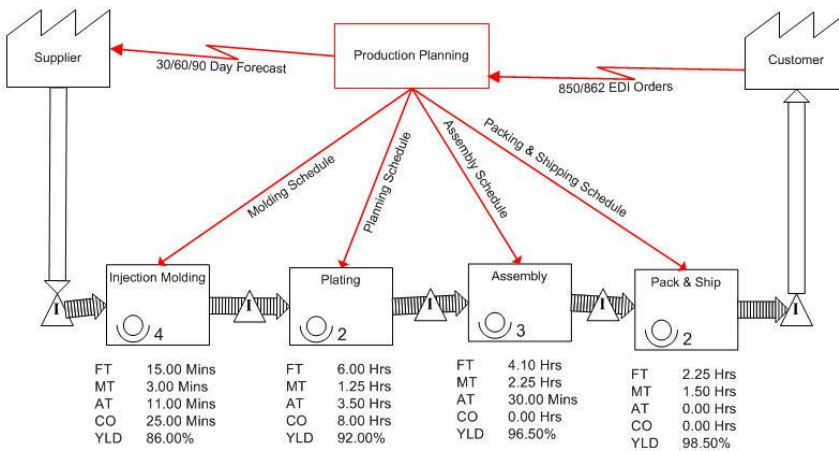 Supplier
Production Planning
Customer
30/60/90 Day Forecast
850/862 EDI Orders
Molding Schedule
Planning Schedule
Assembly Schedule
Packing & Shipping Schedule
I
Injection Molding
4
I
Plating
2
I
Assembly
3
I
Pack & Ship
2
I
FT 15.00 Mins
MT 3.00 Mins
AT 11.00 Mins
CO 25.00 Mins
YLD 86.00%
FT 6.00 Hrs
MT 1.25 Hrs
AT 3.50 Hrs
CO 8.00 Hrs
YLD 92.00%
FT 4.10 Hrs
MT 2.25 Hrs
AT 30.00 Mins
CO 0.00 Hrs
YLD 96.50%
FT 2.25 Hrs
MT 1.50 Hrs
AT 0.00 Hrs
CO 0.00 Hrs
YLD 98.50%